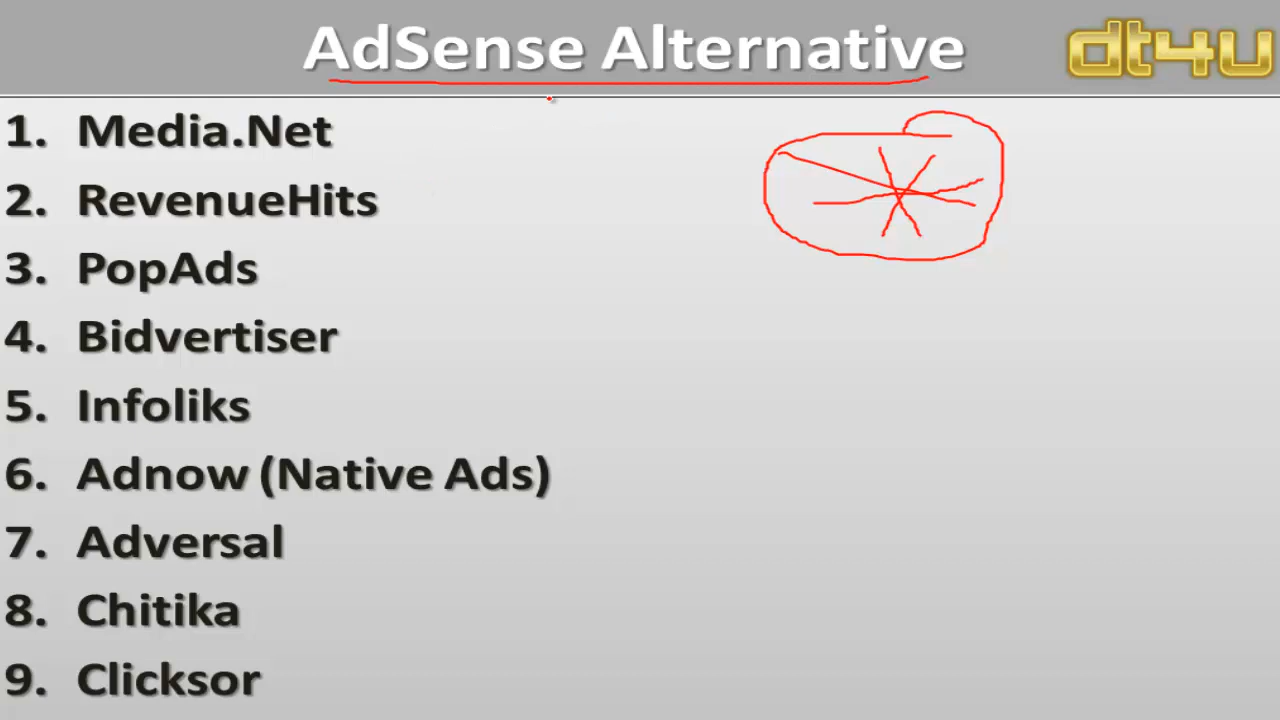 AdSense Alternative
dt4u
1. Media.Net
2. RevenueHits
3. PopAds
4. Bidvertiser
5. Infoliks
6. Adnow (Native Ads)
7. Adversal
8. Chitika
9. Clicksor